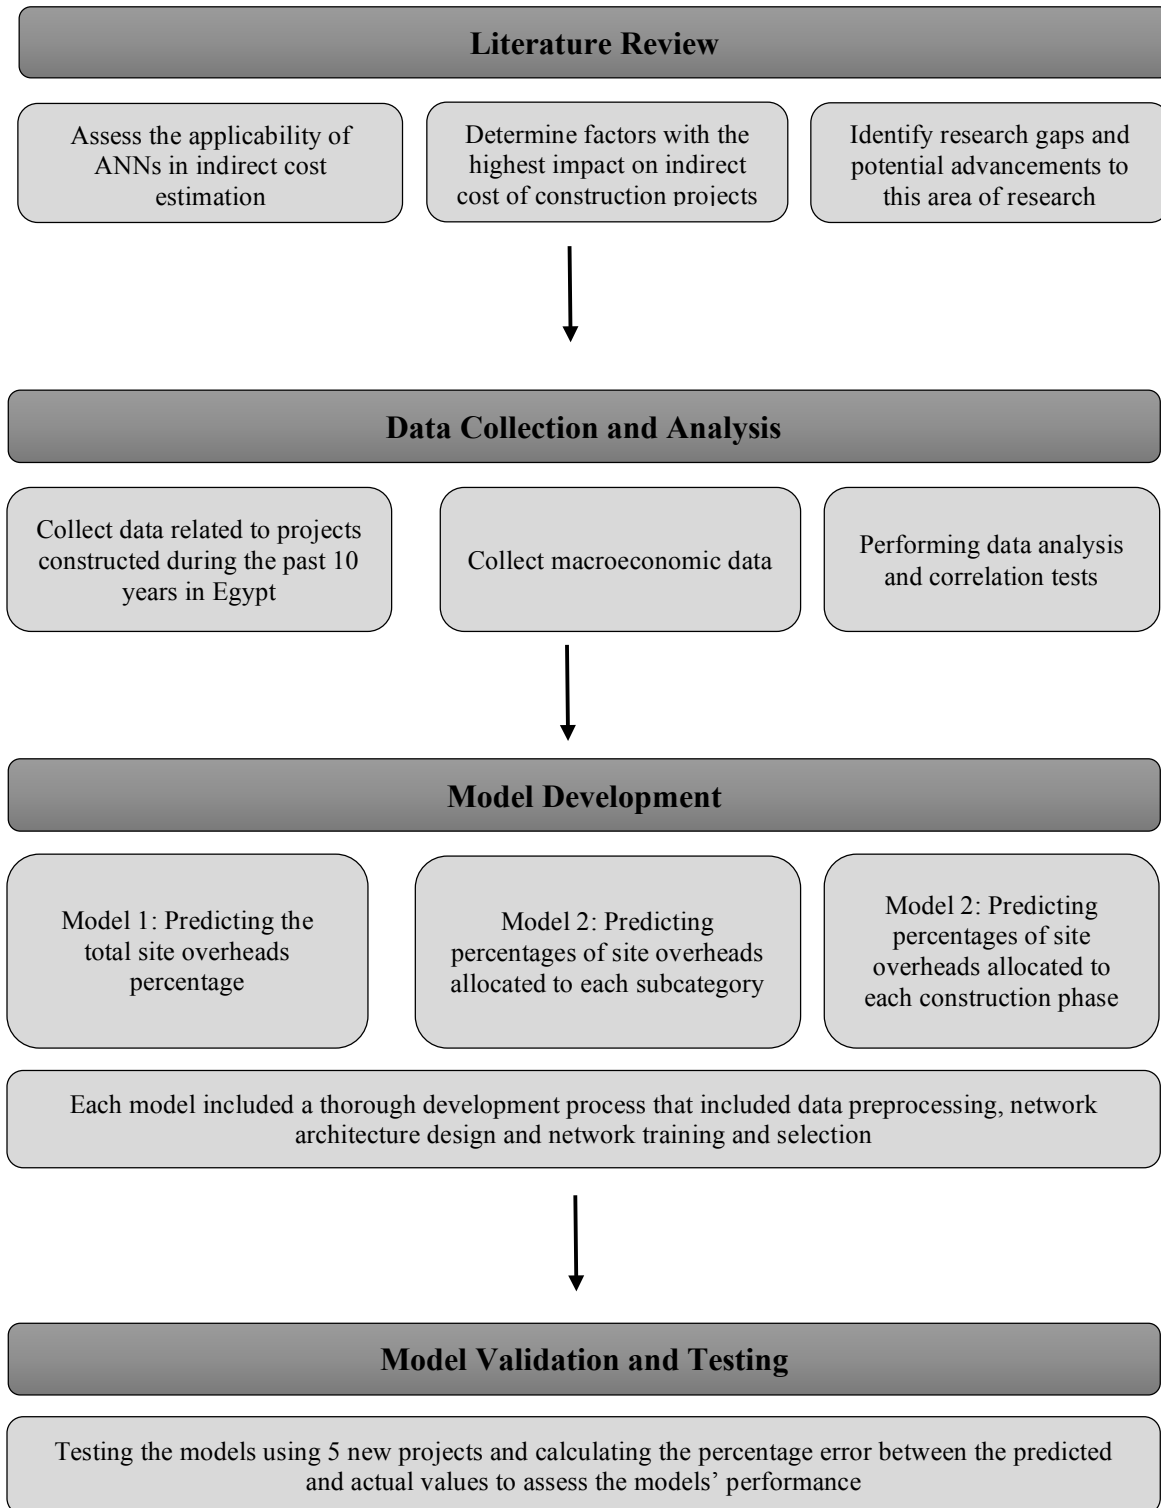 Literature Review
Assess the applicability of
ANNs in indirect cost
estimation
Determine factors with the
highest impact on indirect
cost of construction projects
Identify research gaps and
potential advancements to
this area of research
Data Collection and Analysis
Collect data related to projects
constructed during the past 10
years in Egypt
Collect macroeconomic data
Performing data analysis
and correlation tests
Model Development
Model 1: Predicting the
total site overheads
percentage
Model 2: Predicting
percentages of site overheads
allocated to each subcategory
Model 2: Predicting
percentages of site
overheads allocated to
each construction phase
Each model included a thorough development process that included data preprocessing, network
architecture design and network training and selection
Model Validation and Testing
Testing the models using 5 new projects and calculating the percentage error between the predicted
and actual values to assess the models’ performance